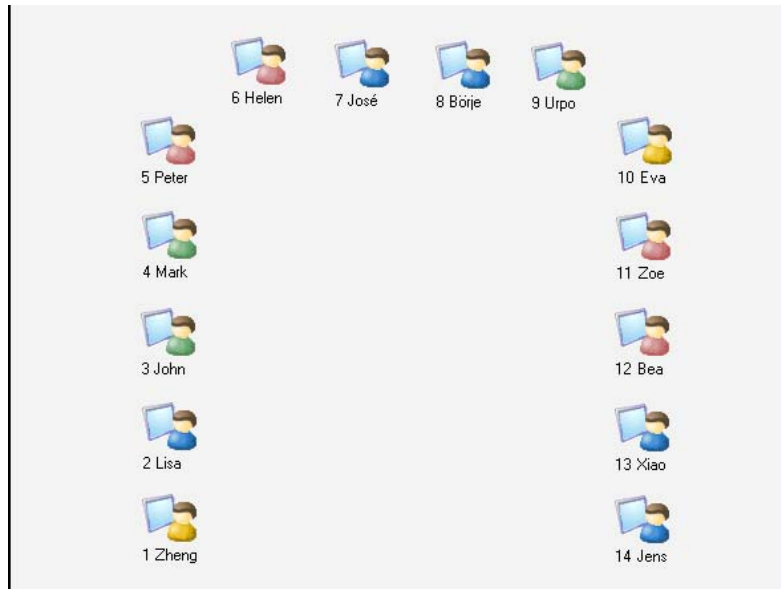 6 Helen
7 José
8 Börje
9 Urpo
5 Peter
10 Eva
4 Mark
11 Zoe
3 John
12 Bea
2 Lisa
13 Xiao
1 Zheng
14 Jens